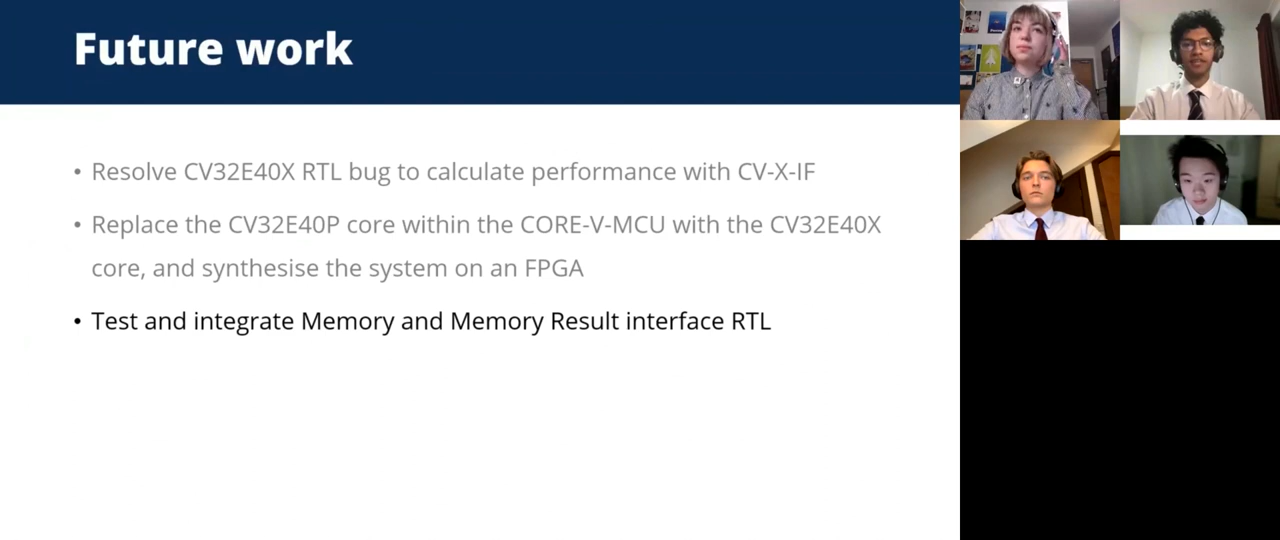 Future work
• Resolve CV32E40X RTL bug to calculate performance with CV-X-IF
• Replace the CV32E40P core within the CORE-V-MCU with the CV32E40X
core, and synthesise the system on an FPGA
• Test and integrate Memory and Memory Result interface RTL